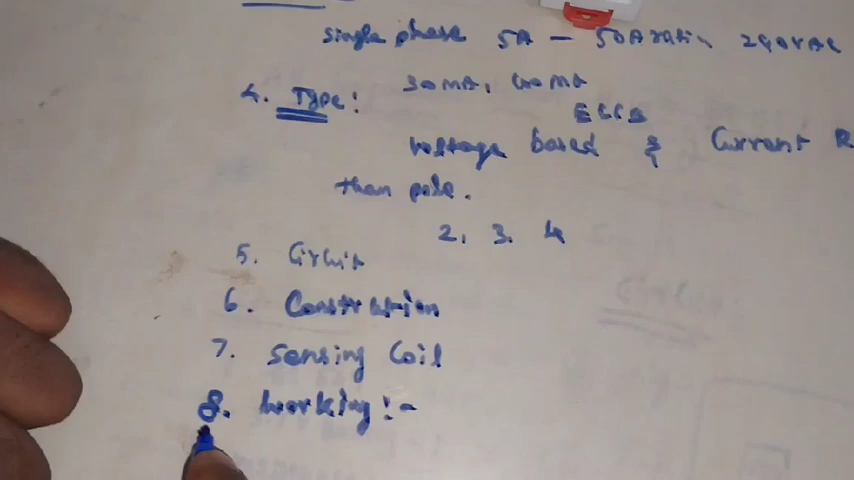 single phase 5A - 50A rating 240VAC
30mA, 100mA
4. Type:
ELCB
voltage based & Current R
than pole.
2. 3. 4
5. Circuit
6. Construction
7. Sensing Coil
8. working:-